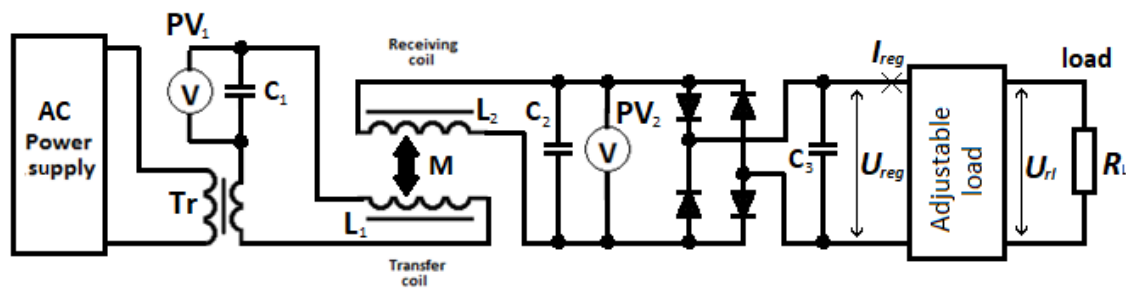 AC
Power
supply
PV1
V
C1
Tr
Receiving
coil
L2
M
L1
Transfer
coil
C2
PV2
V
C3
Ireg
Ureg
Adjustable
load
Url
load
RL